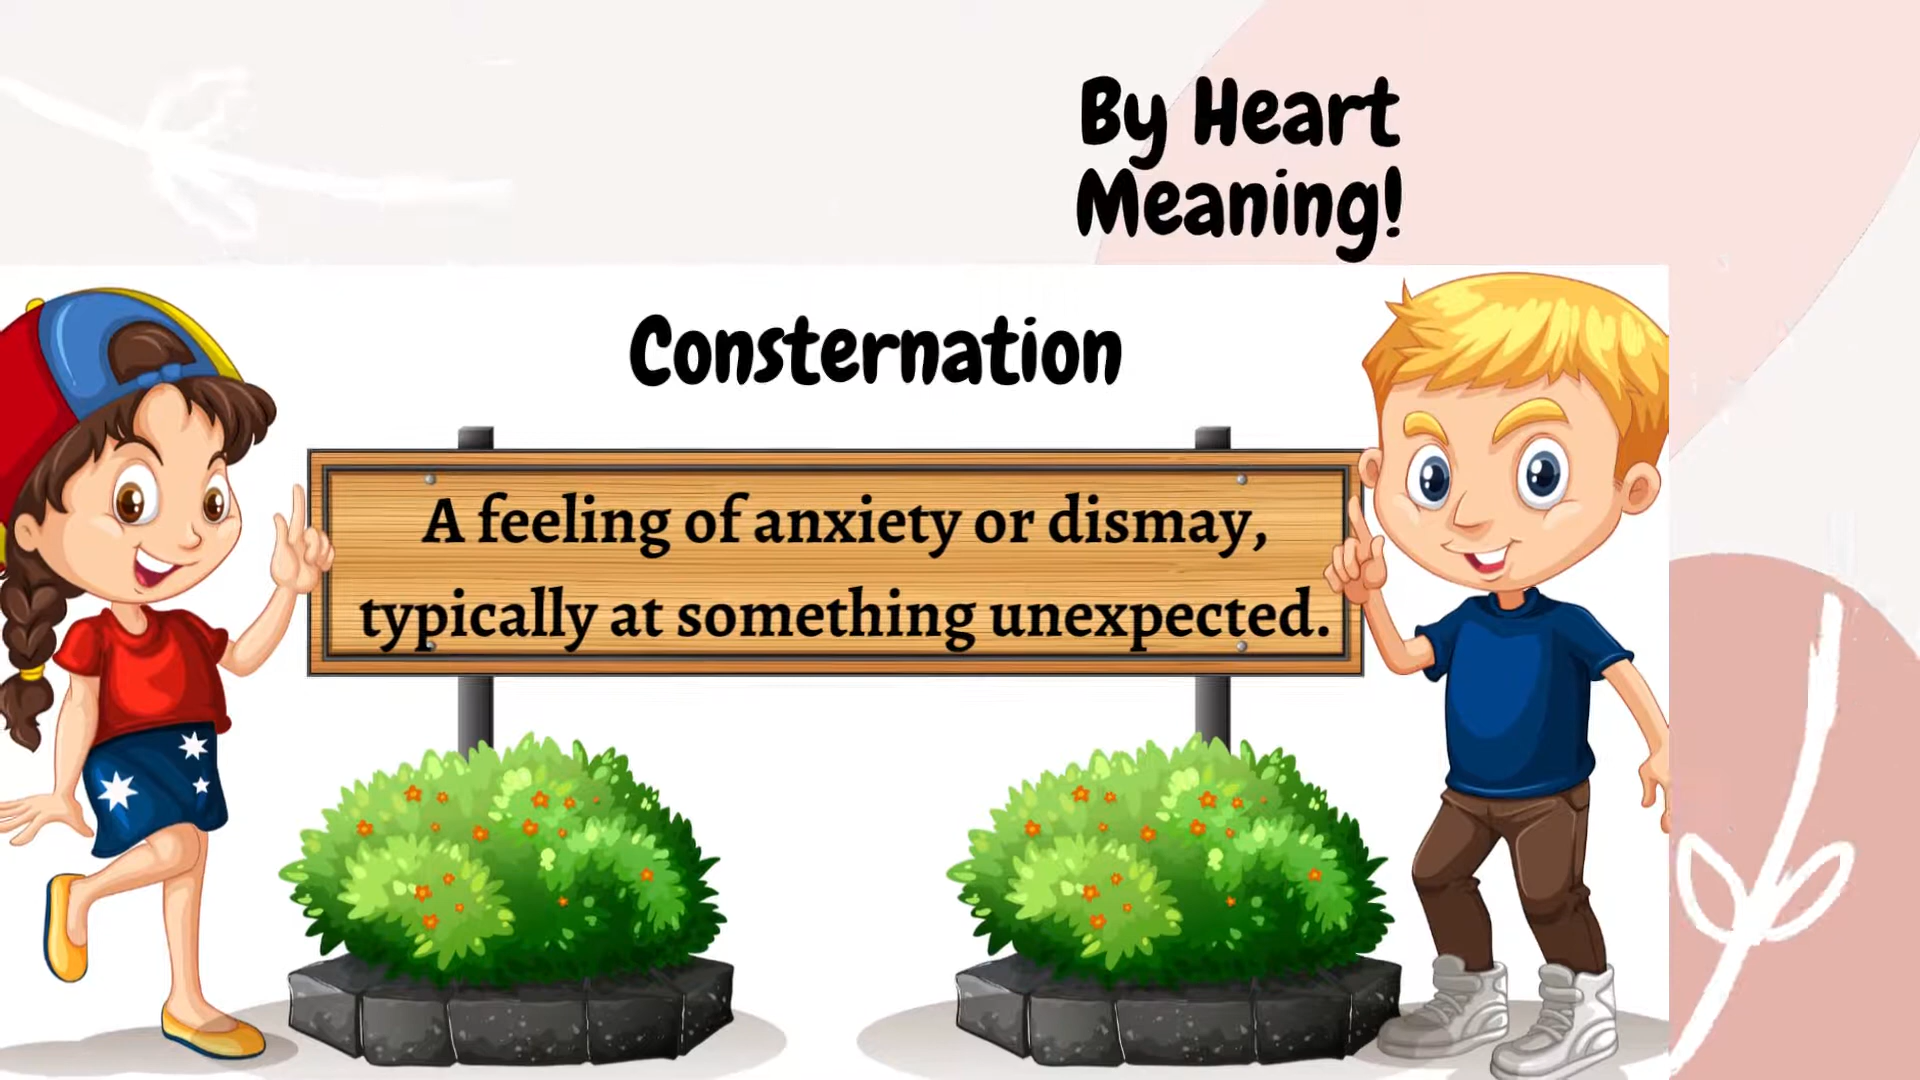 By Heart
Meaning!
Consternation
A feeling of anxiety or dismay,
typically at something unexpected.